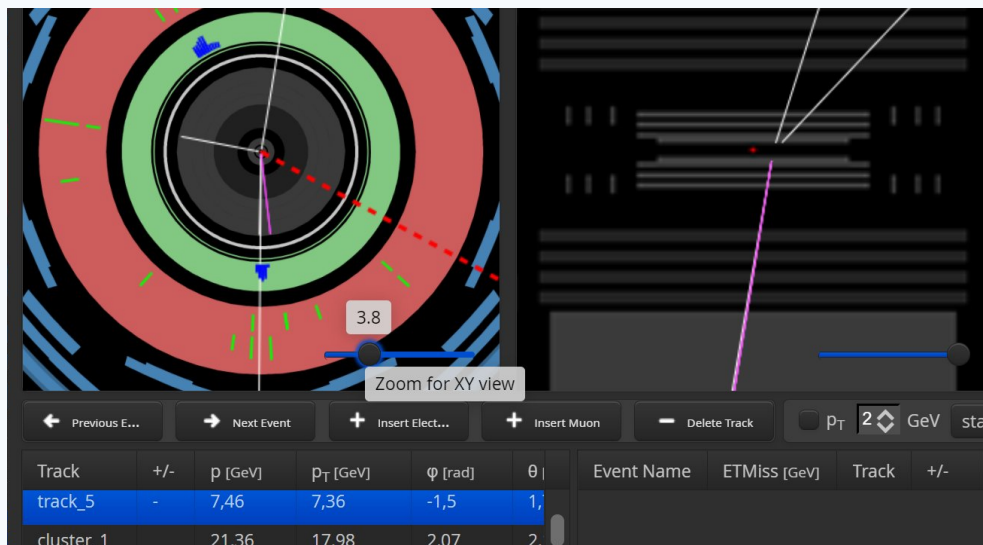 3.8
Zoom for XY view
Previous E... Next Event Insert Elect... Insert Muon Delete Track pT 2 GeV sta
Track +/- p [GeV] pT [GeV] φ [rad] θ Event Name ETMiss [GeV] Track +/-
track_5 - 7,46 7,36 -1,5 1,
cluster_1 21,36 17,98 2,07 2,